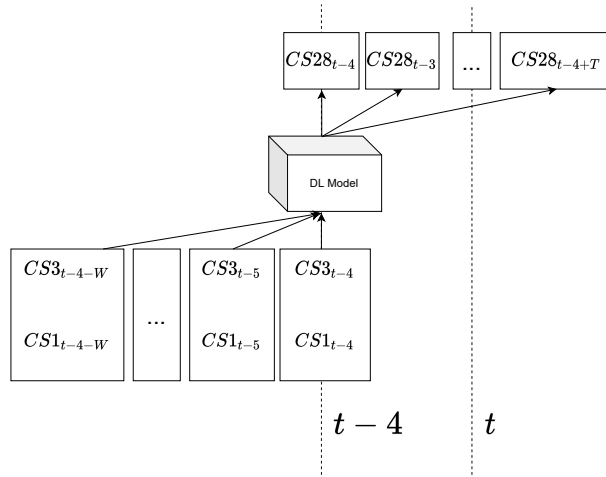 CS28_{t−4} CS28_{t−3} ... CS28_{t−4+T}
DL Model
CS3_{t−4−W} CS3_{t−5} CS3_{t−4}
...
CS1_{t−4−W} CS1_{t−5} CS1_{t−4}
t − 4 t